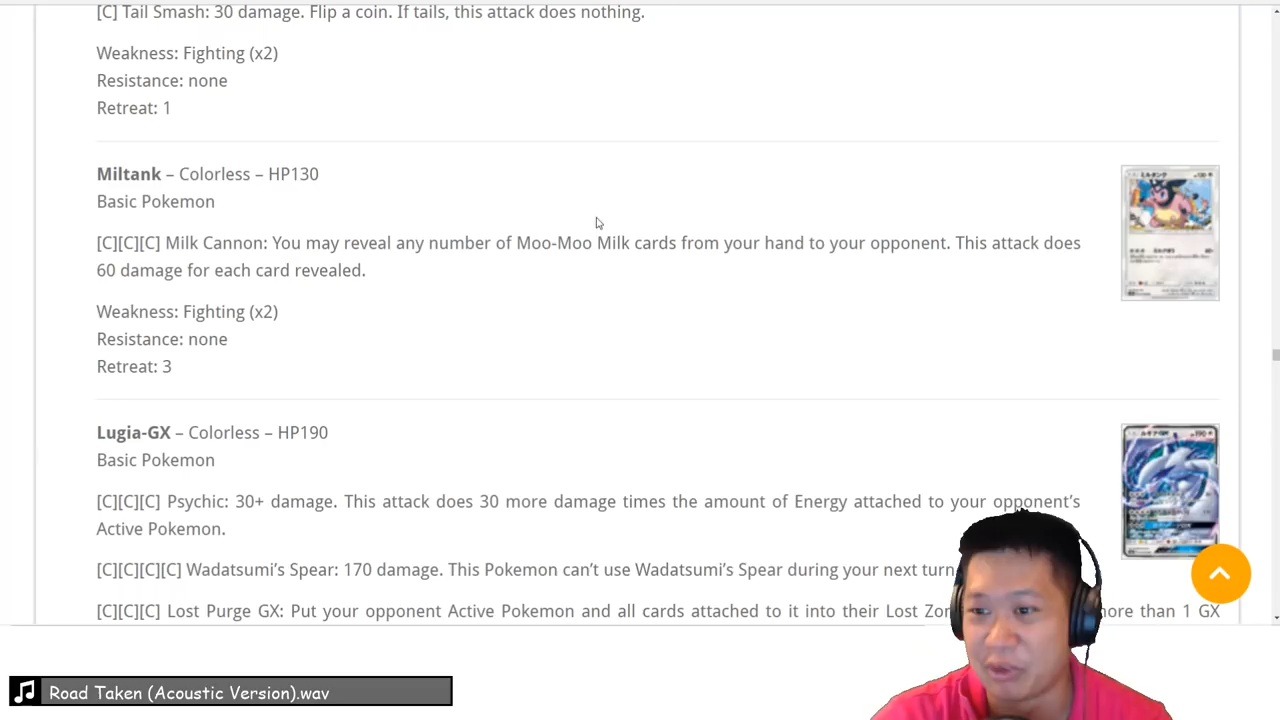 [C] Tail Smash: 30 damage. Flip a coin. If tails, this attack does nothing.
Weakness: Fighting (x2)
Resistance: none
Retreat: 1
Miltank – Colorless – HP130
Basic Pokemon
[C][C][C] Milk Cannon: You may reveal any number of Moo-Moo Milk cards from your hand to your opponent. This attack does
60 damage for each card revealed.
Weakness: Fighting (x2)
Resistance: none
Retreat: 3
Lugia-GX – Colorless – HP190
Basic Pokemon
[C][C][C] Psychic: 30+ damage. This attack does 30 more damage times the amount of Energy attached to your opponent’s
Active Pokemon.
[C][C][C][C] Wadatsumi’s Spear: 170 damage. This Pokemon can’t use Wadatsumi’s Spear during your next turn
[C][C][C] Lost Purge GX: Put your opponent Active Pokemon and all cards attached to it into their Lost more than 1 GX
Road Taken (Acoustic Version).wav